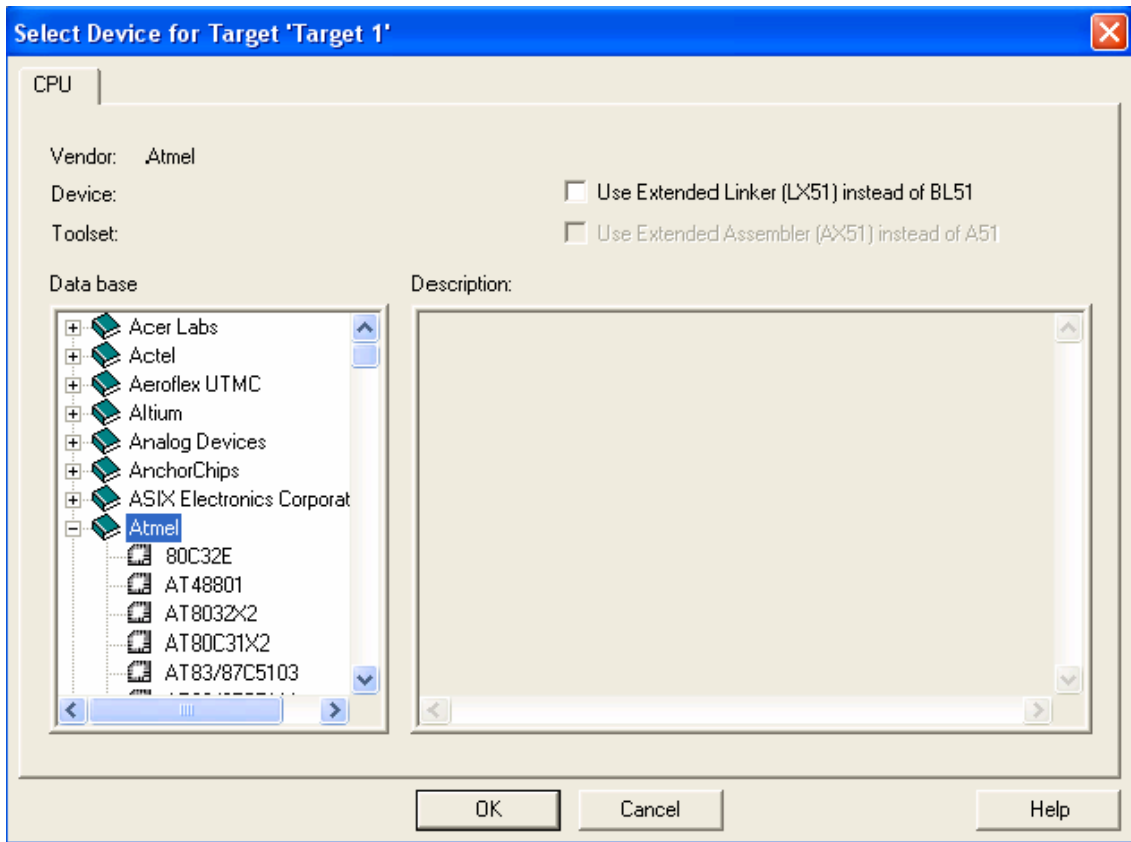 Select Device for Target 'Target 1'
CPU
Vendor: Atmel
Device:
Use Extended Linker (LX51) instead of BL51
Toolset:
Use Extended Assembler (AX51) instead of A51
Data base
Description:
Acer Labs
Actel
Aeroflex UTMC
Altium
Analog Devices
AnchorChips
ASIX Electronics Corporat
Atmel
80C32E
AT48801
AT8032X2
AT80C31X2
AT83/87C5103
OK
Cancel
Help